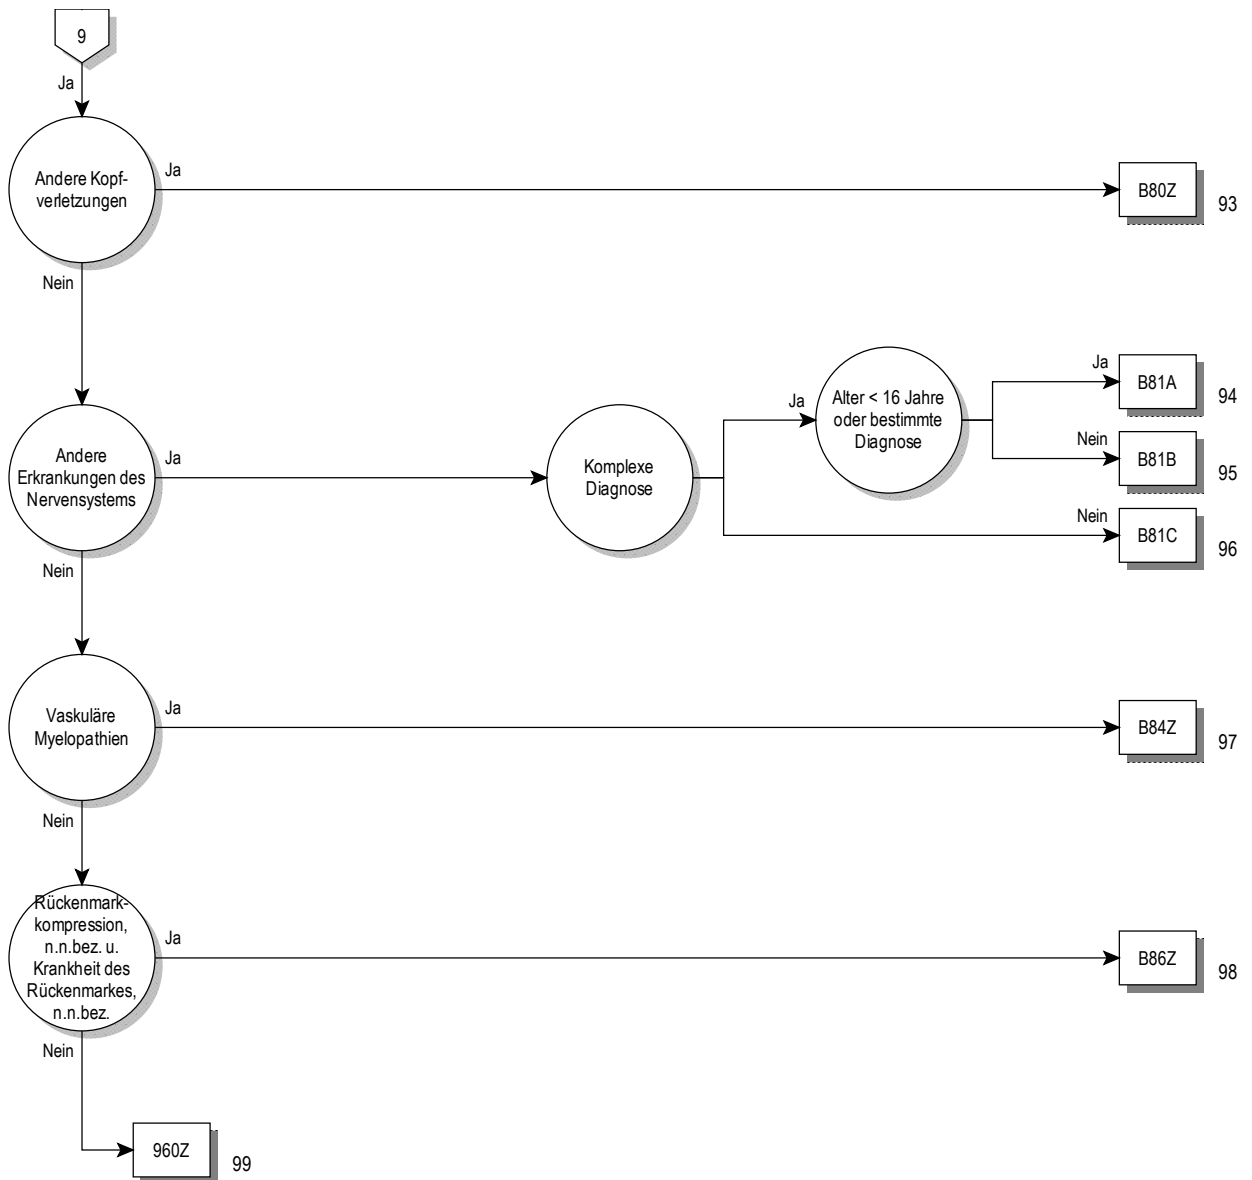 9
Ja
Andere Kopf-
verletzungen
Ja
B80Z
93
Nein
Andere
Erkrankungen des
Nervensystems
Ja
Komplexe
Diagnose
Ja
Alter < 16 Jahre
oder bestimmte
Diagnose
Ja
B81A
94
Nein
B81B
95
Nein
B81C
96
Nein
Vaskuläre
Myelopathien
Ja
B84Z
97
Nein
Rückenmark-
kompression,
n.n.bez. u.
Krankheit des
Rückenmarkes,
n.n.bez.
Ja
B86Z
98
Nein
960Z
99